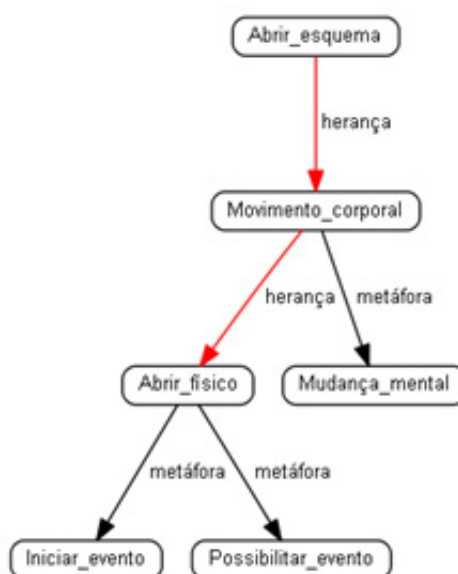 Abrir_esquema
herança
Movimento_corporal
herança metáfora
Abrir_físico Mudança_mental
metáfora metáfora
Iniciar_evento Possibilitar_evento